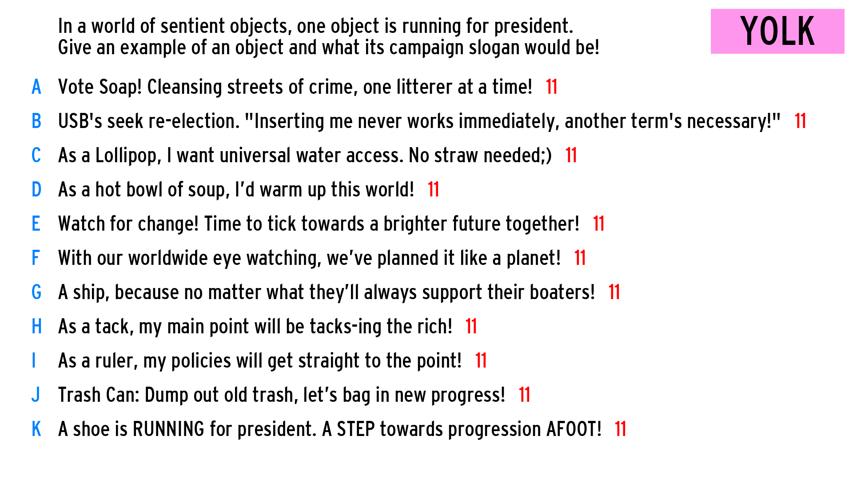 In a world of sentient objects, one object is running for president.
Give an example of an object and what its campaign slogan would be!
YOLK
A Vote Soap! Cleansing streets of crime, one litterer at a time! 11
B USB's seek re-election. "Inserting me never works immediately, another term's necessary!" 11
C As a Lollipop, I want universal water access. No straw needed;) 11
D As a hot bowl of soup, I'd warm up this world! 11
E Watch for change! Time to tick towards a brighter future together! 11
F With our worldwide eye watching, we've planned it like a planet! 11
G A ship, because no matter what they'll always support their boaters! 11
H As a tack, my main point will be tacks-ing the rich! 11
I As a ruler, my policies will get straight to the point! 11
J Trash Can: Dump out old trash, let's bag in new progress! 11
K A shoe is RUNNING for president. A STEP towards progression AFOOT! 11